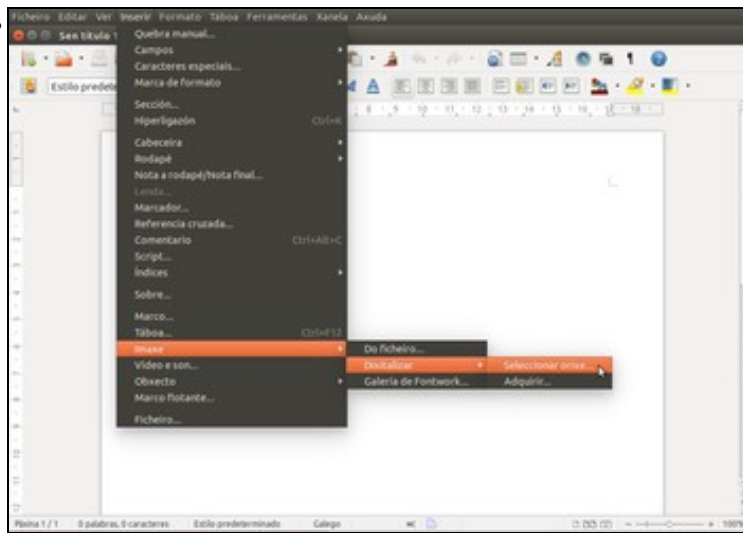 Ficheiro Editar Ver Inserir Formato Táboa Ferramentas Xanela Axuda
Sen título 1
Quebra manual...
Campos
Caracteres especiais...
Marca de formato
Estilo predete
Sección...
Hiperligazón Ctrl+K
Cabeceira
Rodapé
Nota a rodapé/Nota final...
Lenda...
Marcador...
Referencia cruzada...
Comentario Ctrl+Alt+C
Script...
Índices
Sobre...
Marco...
Táboa... Ctrl+F12
Imaxe
Do ficheiro...
Vídeo e son...
Dixitalizar
Seleccionar orixe...
Obxecto
Galería de Fontwork...
Adquirir...
Marco flotante...
Ficheiro...
Páxina 1 / 1 0 palabras, 0 caracteres Estilo predeterminado Galego 100%